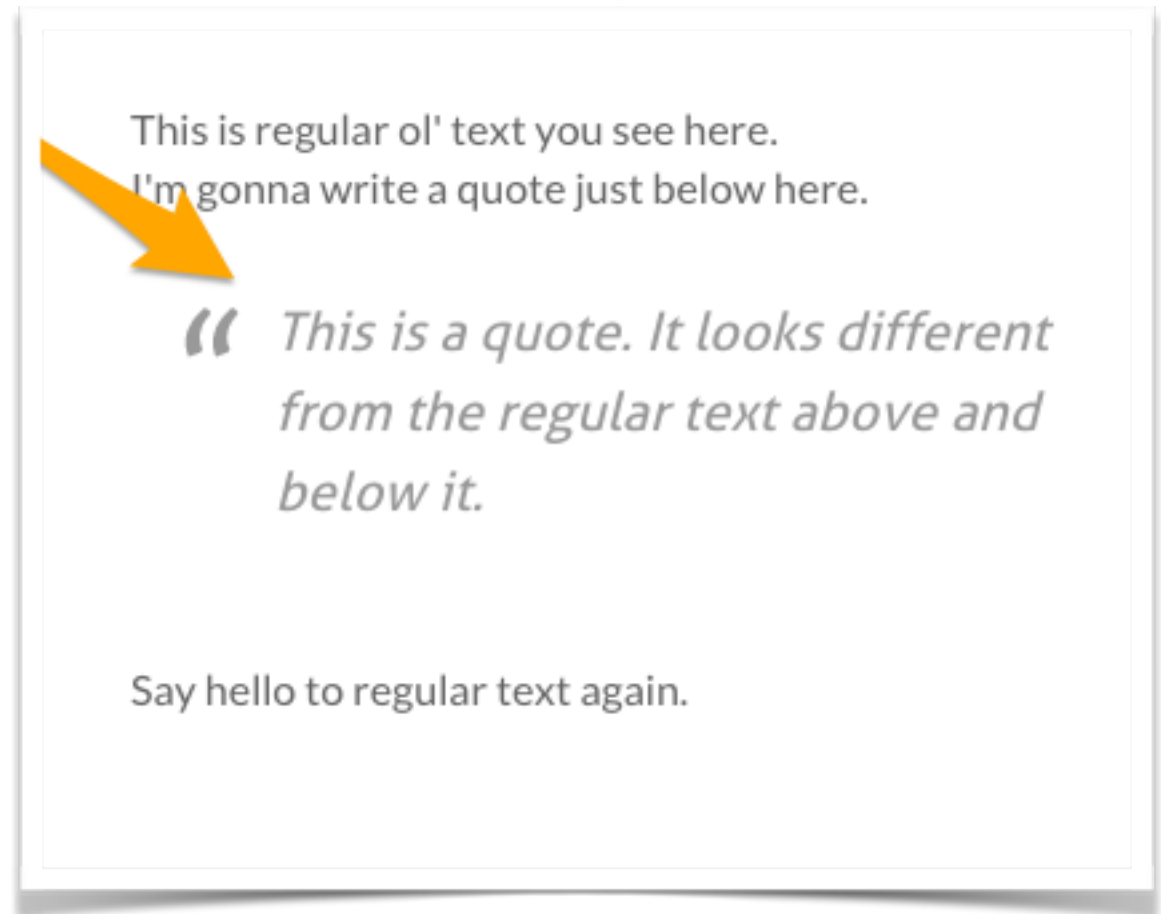 This is regular ol' text you see here.
I'm gonna write a quote just below here.
“ This is a quote. It looks different
from the regular text above and
below it.
Say hello to regular text again.